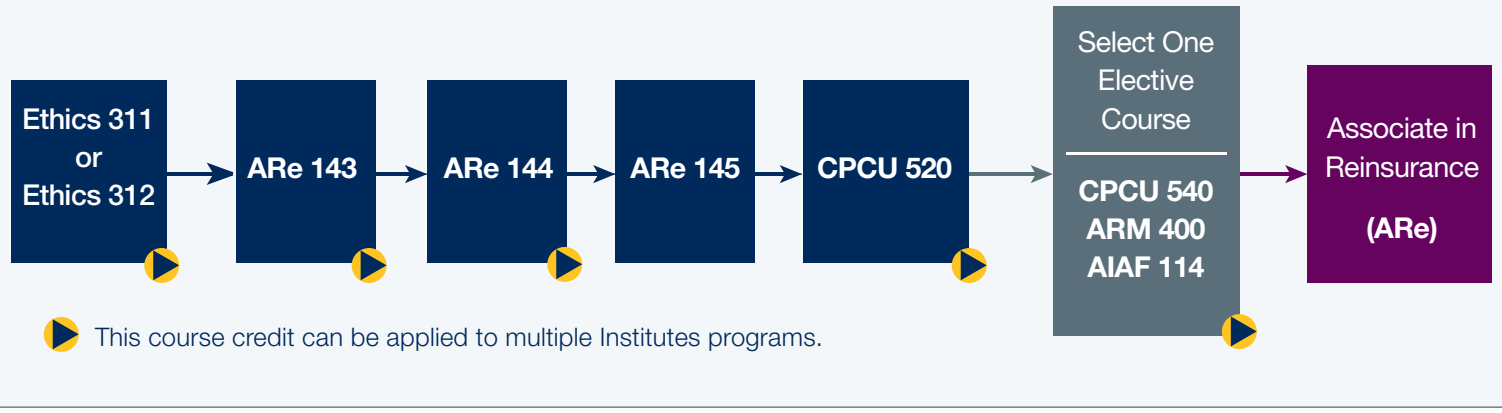 Ethics 311
or
Ethics 312
ARe 143
ARe 144
ARe 145
CPCU 520
Select One
Elective
Course
CPCU 540
ARM 400
AIAF 114
Associate in
Reinsurance
(ARe)
This course credit can be applied to multiple Institutes programs.